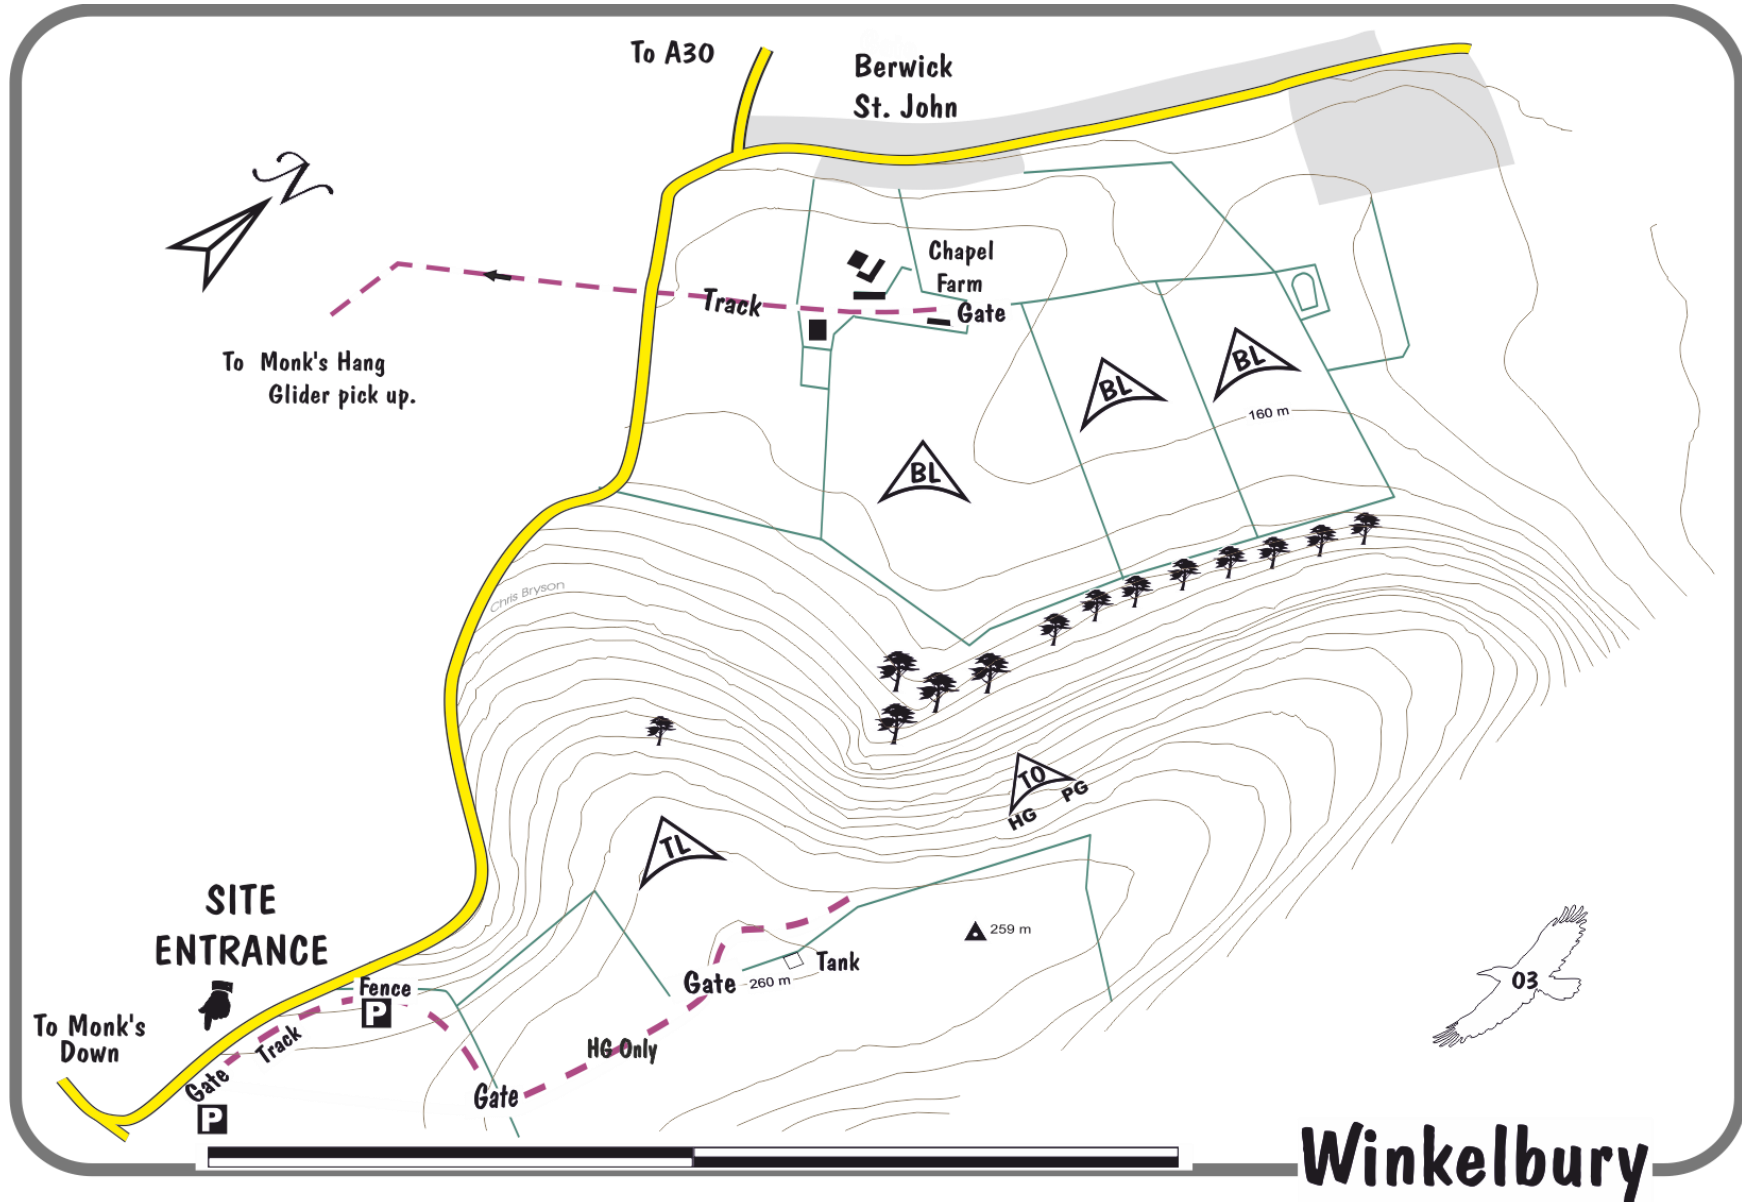 To A30
Berwick
St. John
N
Chapel
Farm
Gate
Track
To Monk's Hang
Glider pick up.
BL
BL
BL
160 m
Chris Bryson
TO
HG PG
TL
SITE
ENTRANCE
259 m
Tank
Gate
260 m
03
Fence
P
To Monk's
Down
Track
HG Only
Gate
Gate
P
Winkelbury